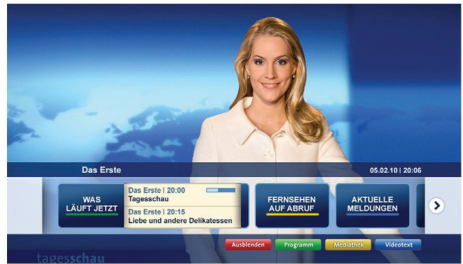 Das Erste 05.02.10 | 20:06
WAS
LÄUFT JETZT
Das Erste | 20:00
Tagesschau
Das Erste | 20:15
Liebe und andere Delikatessen
FERNSEHEN
AUF ABRUF
AKTUELLE
MELDUNGEN
Ausblenden Programm Mediathek Videotext
tagesschau